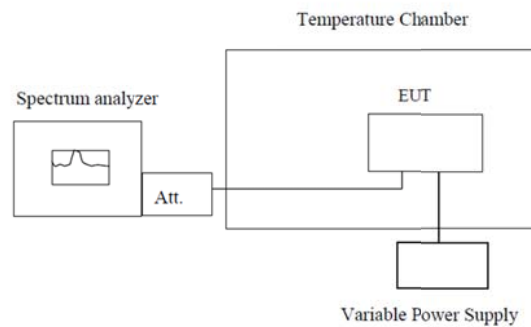 Temperature Chamber
Spectrum analyzer
EUT
Att.
Variable Power Supply